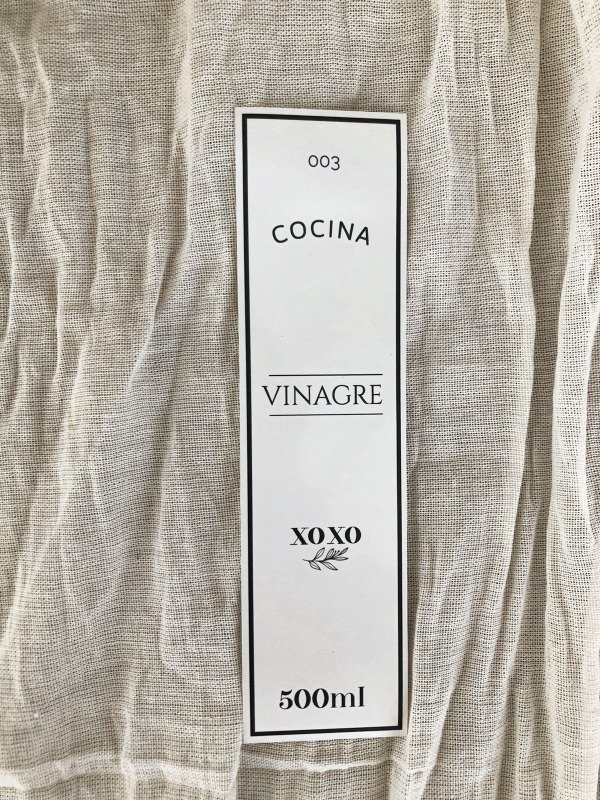 003
COCINA
VINAGRE
XOXO
500ml